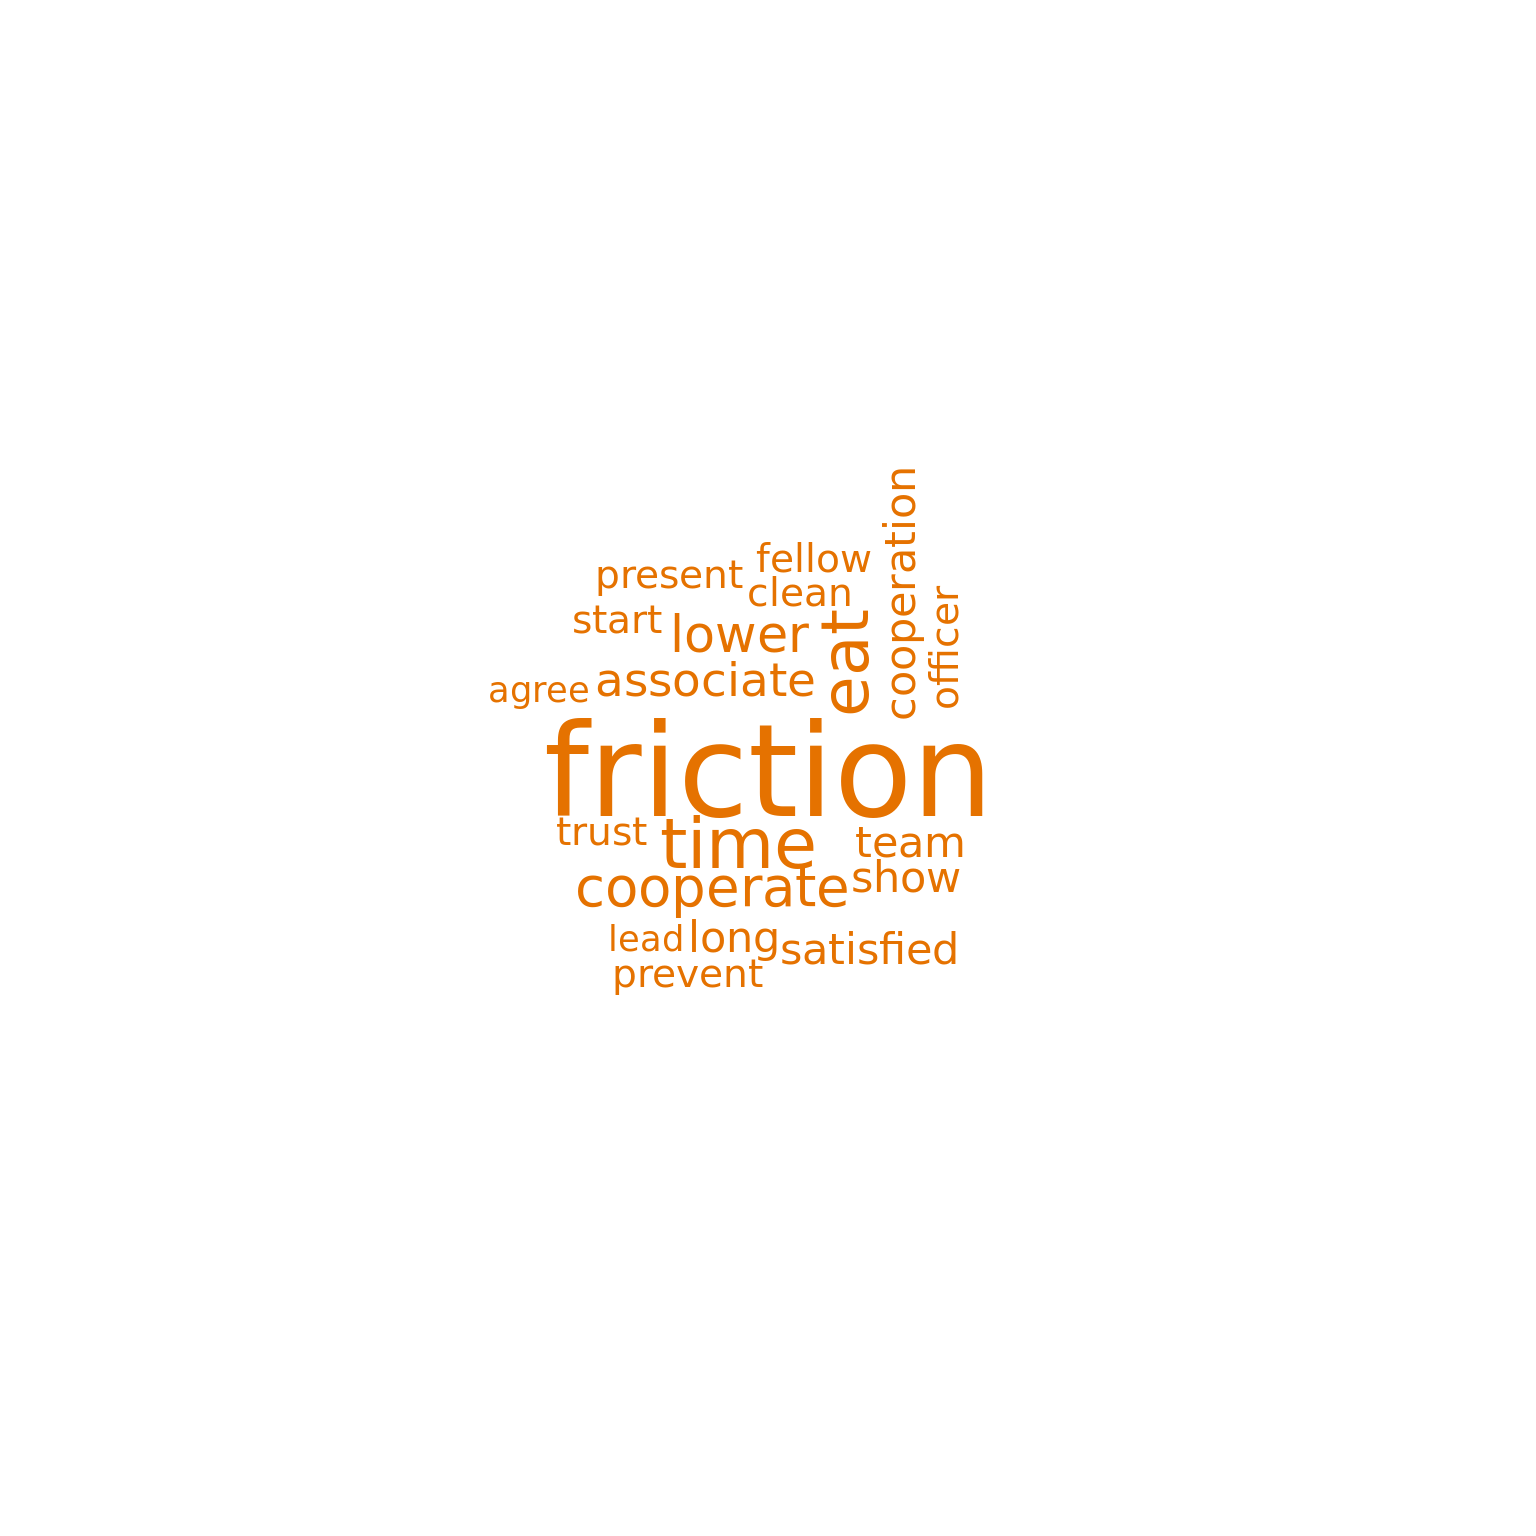 cooperation
fellow
present
clean
officer
start
lower
eat
associate
agree
friction
trust
time
team
show
cooperate
lead
long
satisfied
prevent